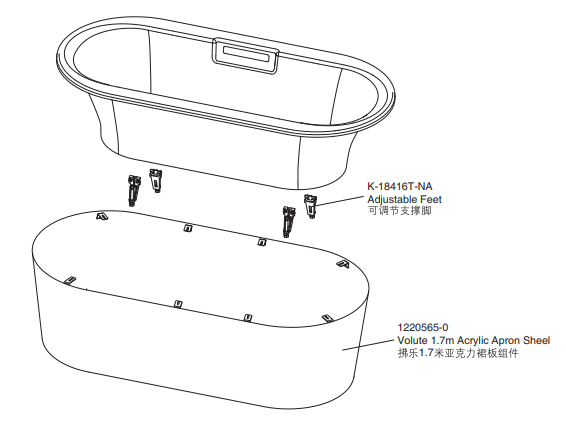 K-18416T-NA
Adjustable Feet
可调节支撑脚
1220565-0
Volute 1.7m Acrylic Apron Sheel
拂乐1.7米亚克力裙板组件